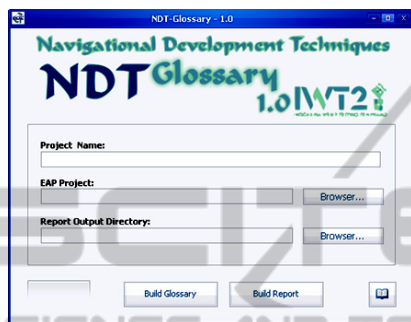 NDT-Glossary - 1.0
Navigational Development Techniques
NDT Glossary
1.0 IWT2
Project Name:
EAP Project:
Browser...
Report Output Directory:
Browser...
Build Glossary Build Report